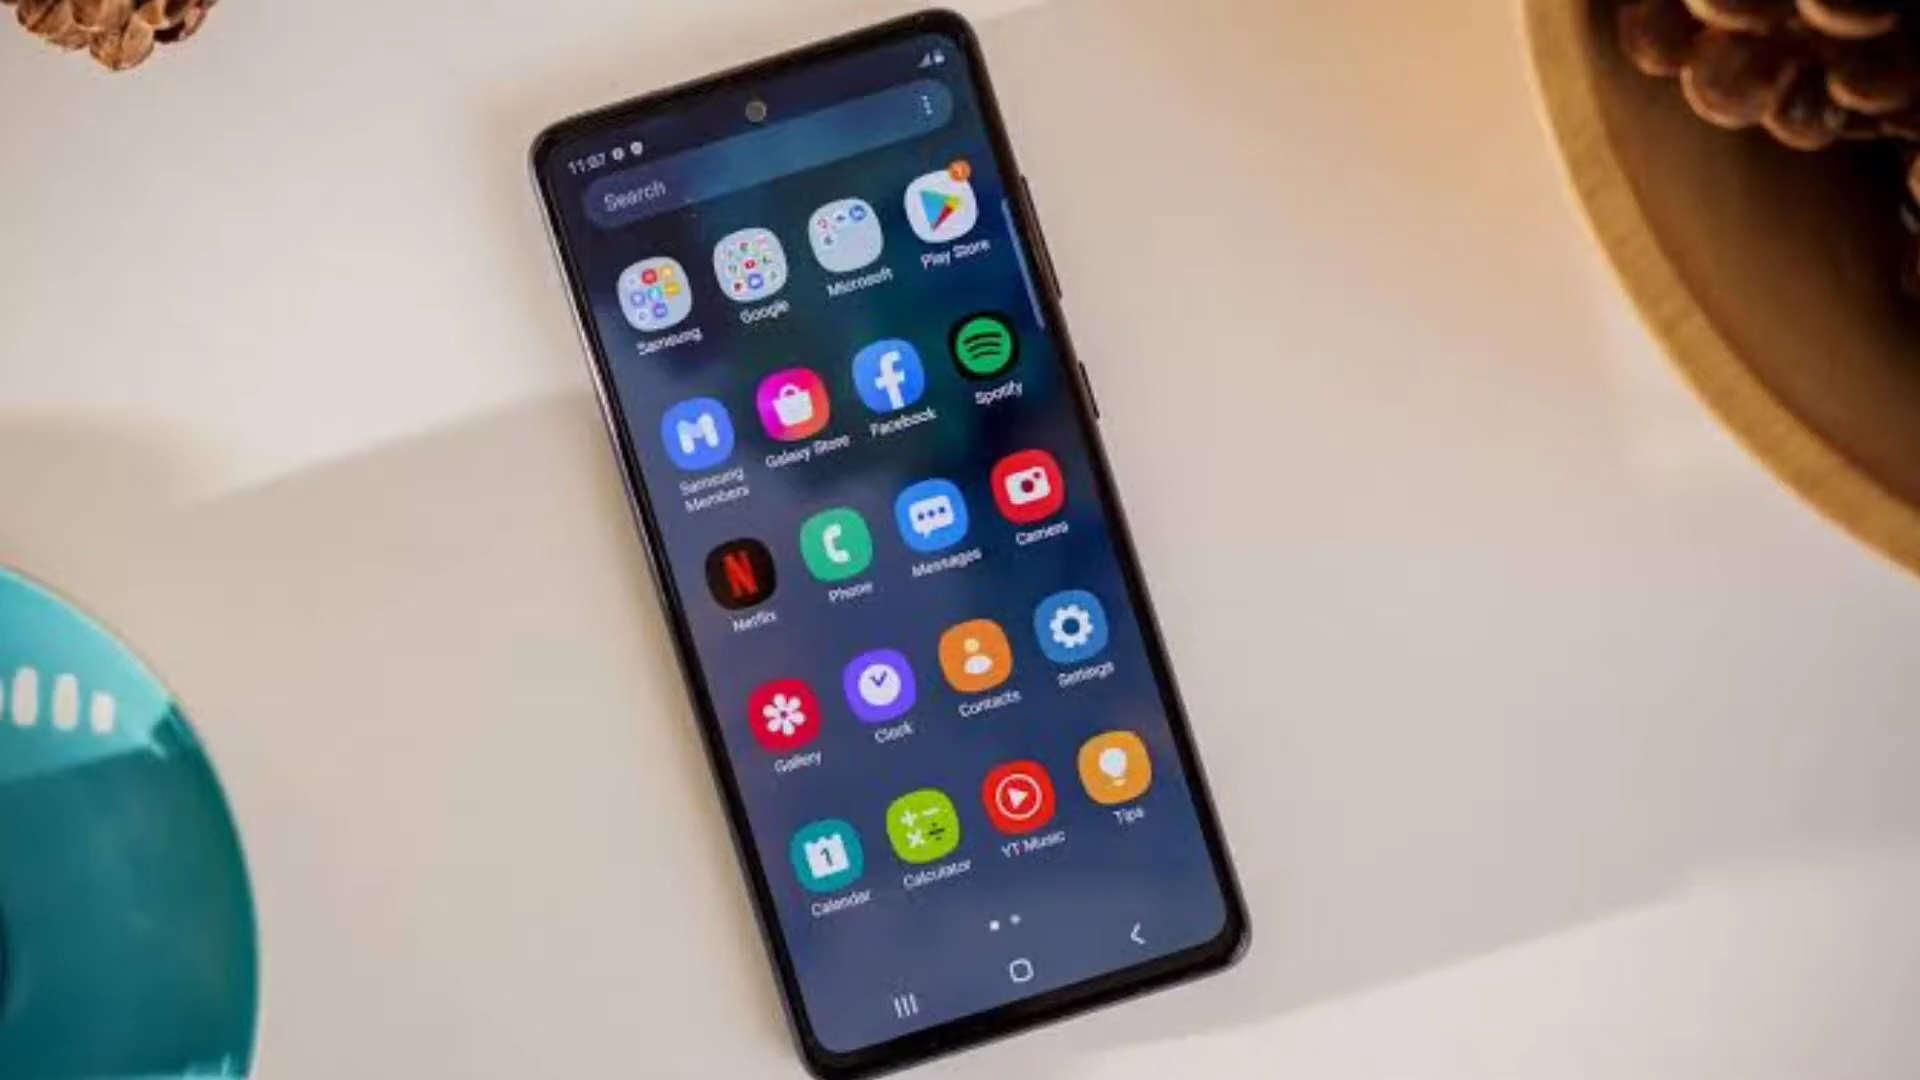 11:07
Search
Samsung
Google
Microsoft
Play Store
Samsung
Members
Galaxy Store
Facebook
Spotify
Netflix
Phone
Messages
Camera
Gallery
Clock
Contacts
Settings
1
Calendar
Calculator
YT Music
Tips